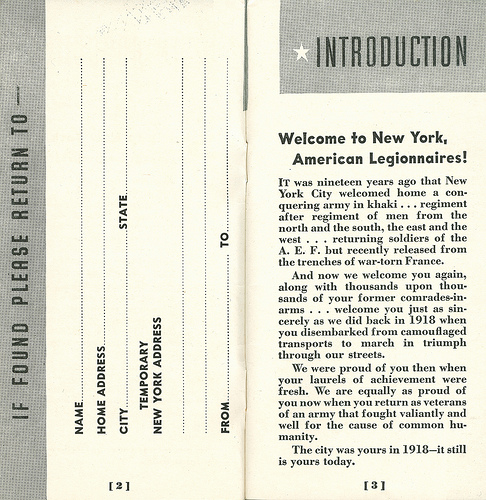 IF FOUND PLEASE RETURN TO —
NAME
HOME ADDRESS
CITY STATE
TEMPORARY
NEW YORK ADDRESS
FROM TO
[2]
INTRODUCTION
Welcome to New York,
American Legionnaires!
IT was nineteen years ago that New
York City welcomed home a con-
quering army in khaki . . . regiment
after regiment of men from the
north and the south, the east and the
west . . . returning soldiers of the
A. E. F. but recently released from
the trenches of war-torn France.
And now we welcome you again,
along with thousands upon thou-
sands of your former comrades-in-
arms . . . welcome you just as sin-
cerely as we did back in 1918 when
you disembarked from camouflaged
transports to march in triumph
through our streets.
We were proud of you then when
your laurels of achievement were
fresh. We are equally as proud of
you now when you return as veterans
of an army that fought valiantly and
well for the cause of common hu-
manity.
The city was yours in 1918—it still
is yours today.
[3]